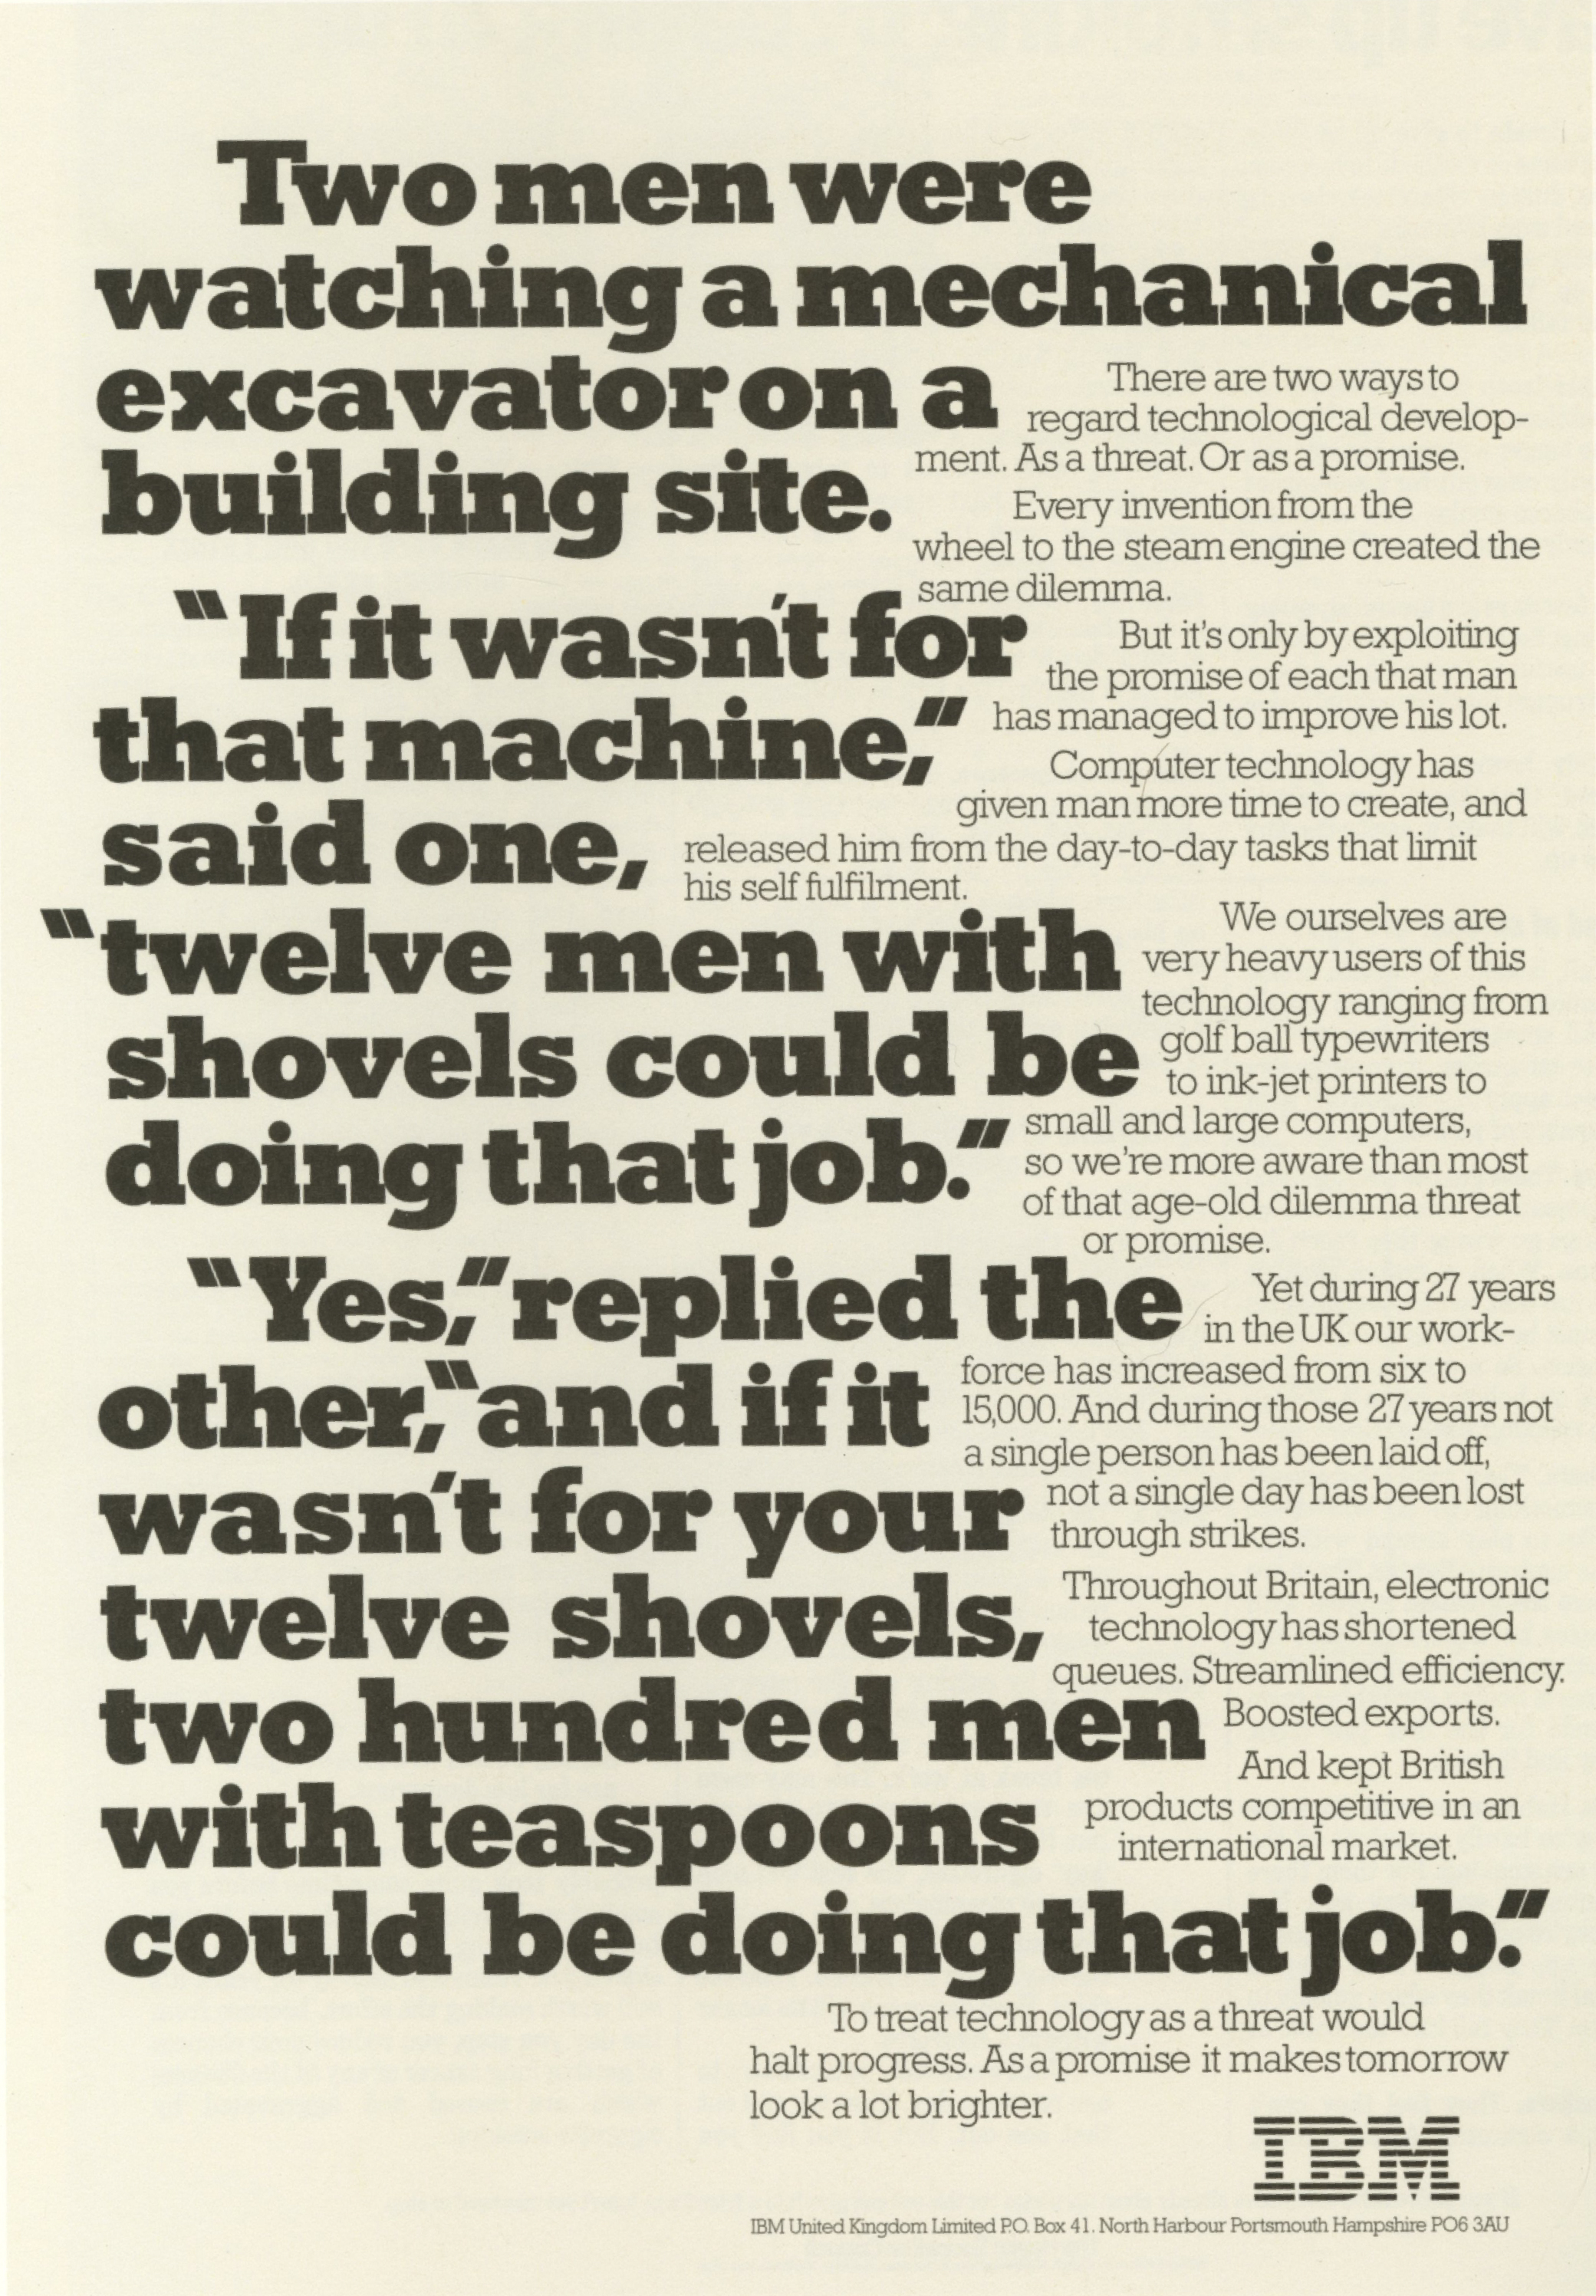 Two men were
watching a mechanical
excavator on a
building site.
“If it wasn't for
that machine,”
said one,
“twelve men with
shovels could be
doing that job.”
“Yes,” replied the
other, “and if it
wasn't for your
twelve shovels,
two hundred men
with teaspoons
could be doing that job.”
There are two ways to
regard technological develop-
ment. As a threat. Or as a promise.
Every invention from the
wheel to the steam engine created the
same dilemma.
But it's only by exploiting
the promise of each that man
has managed to improve his lot.
Computer technology has
given man more time to create, and
released him from the day-to-day tasks that limit
his self fulfilment.
We ourselves are
very heavy users of this
technology ranging from
golf ball typewriters
to ink-jet printers to
small and large computers,
so we're more aware than most
of that age-old dilemma threat
or promise.
Yet during 27 years
in the UK our work-
force has increased from six to
15,000. And during those 27 years not
a single person has been laid off,
not a single day has been lost
through strikes.
Throughout Britain, electronic
technology has shortened
queues. Streamlined efficiency.
Boosted exports.
And kept British
products competitive in an
international market.
To treat technology as a threat would
halt progress. As a promise it makes tomorrow
look a lot brighter.
IBM
IBM United Kingdom Limited P.O. Box 41. North Harbour Portsmouth Hampshire PO6 3AU